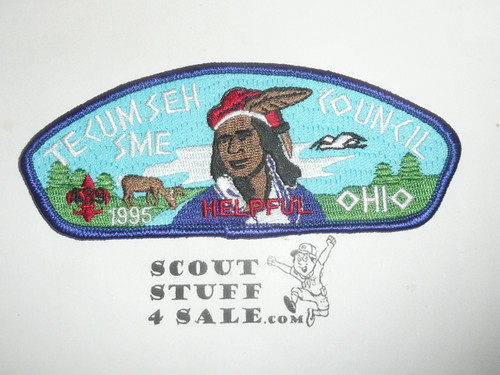 TECUMSEH COUNCIL
SME
1995
HELPFUL
OHIO
SCOUT
STUFF
4 SALE.COM